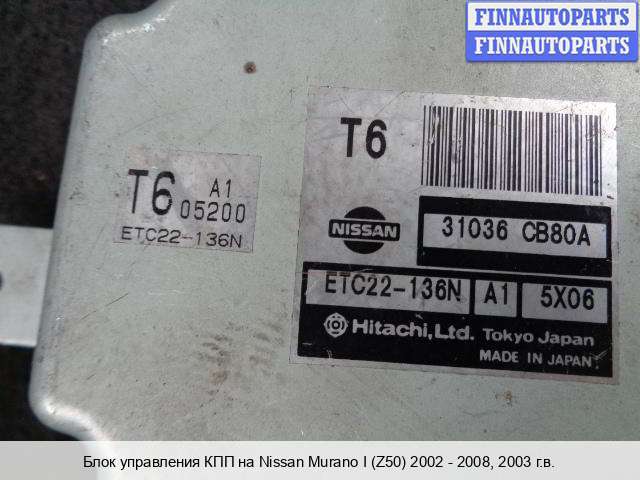 FINNAUTOPARTS
FINNAUTOPARTS
T6 A1
05200
ETC22-136N
T6
NISSAN
31036 CB80A
ETC22-136N A1 5X06
Hitachi, Ltd. Tokyo Japan
MADE IN JAPAN
Блок управления КПП на Nissan Murano I (Z50) 2002 - 2008, 2003 г.в.